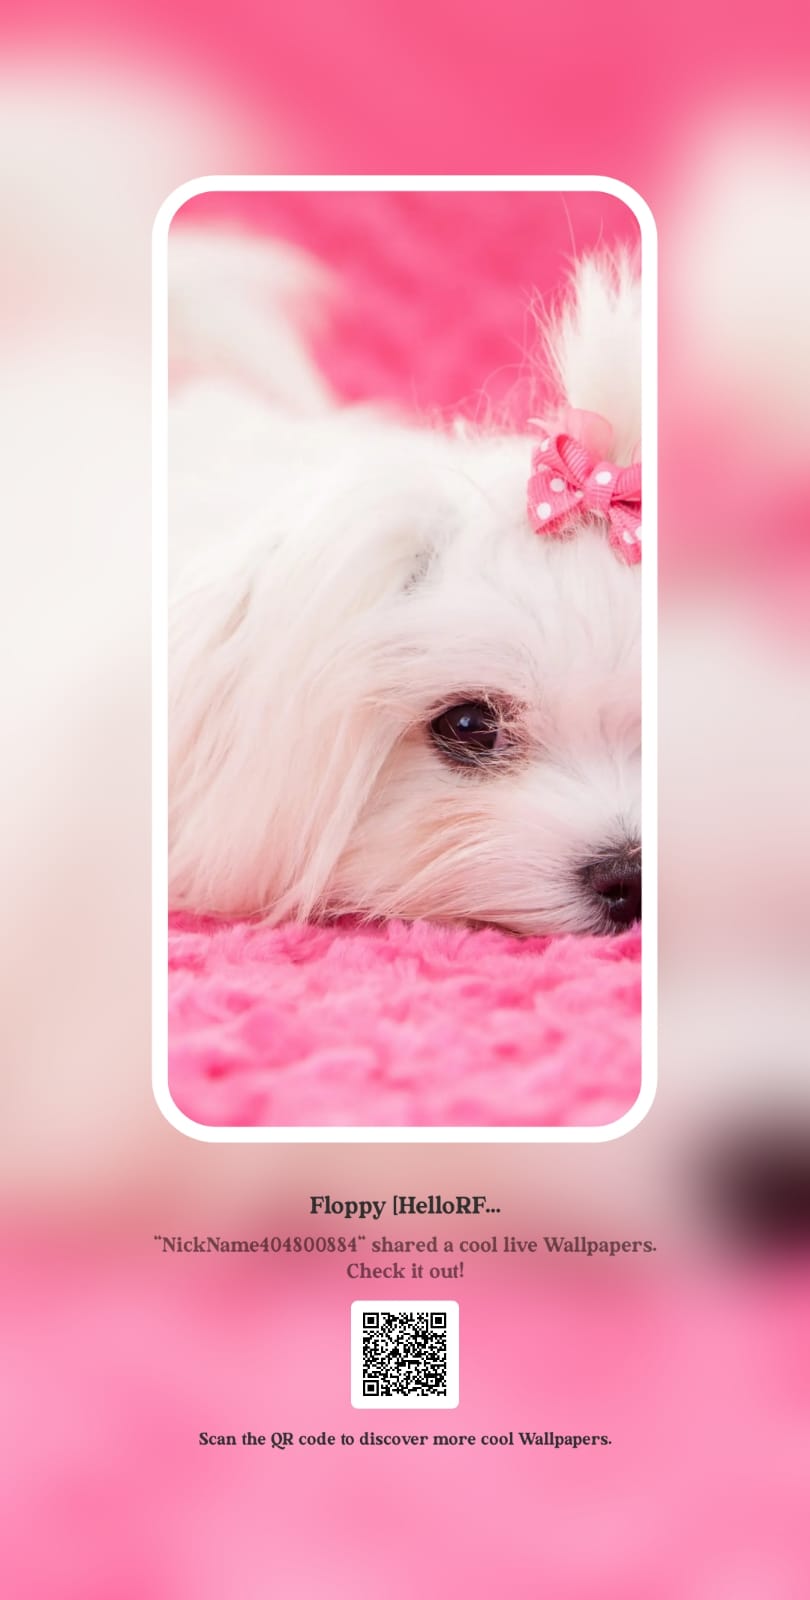 Floppy [HelloRF...
"NickName404800884" shared a cool live Wallpapers.
Check it out!
Scan the QR code to discover more cool Wallpapers.